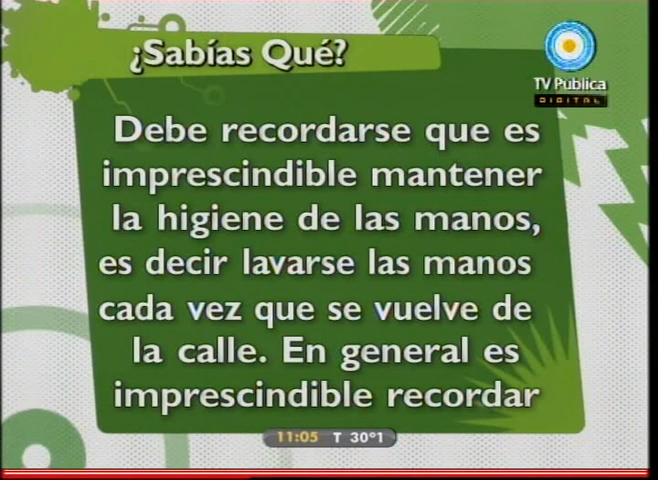 ¿Sabías Qué?
TV Pública
DIGITAL
Debe recordarse que es
imprescindible mantener
la higiene de las manos,
es decir lavarse las manos
cada vez que se vuelve de
la calle. En general es
imprescindible recordar
11:05 T 30°1